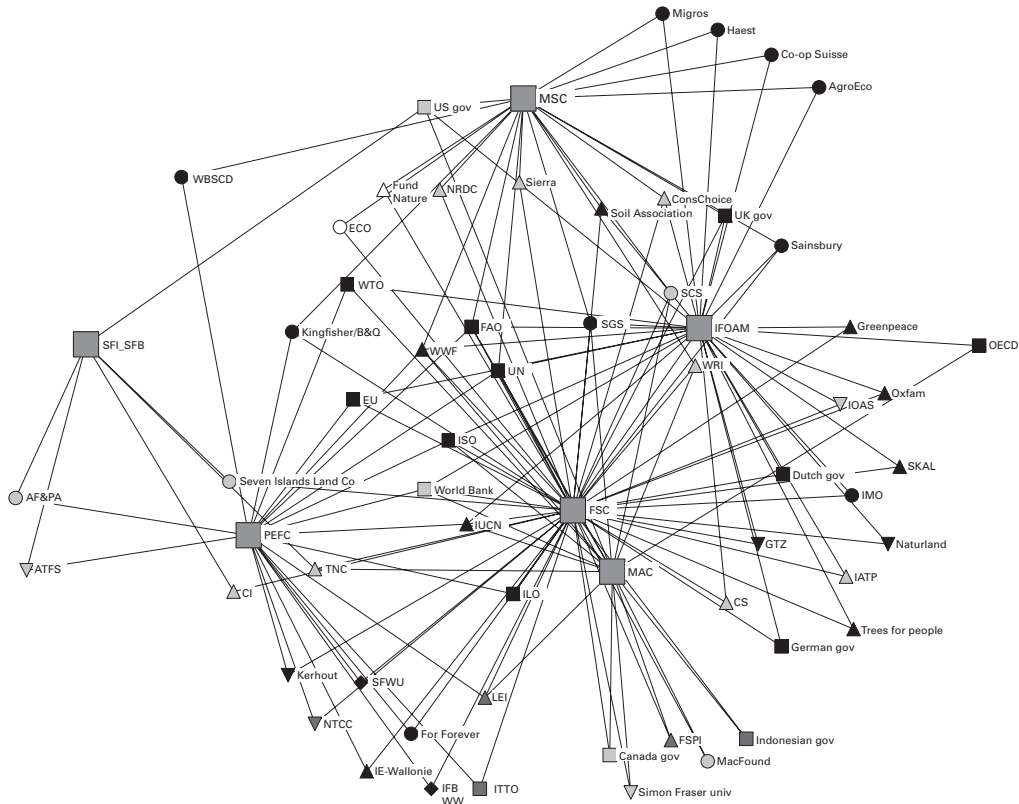 Migros
Haest
Co-op Suisse
AgroEco
MSC
US gov
WBSCD
Fund
Nature
NRDC
Sierra
ConsChoice
Soil Association
UK gov
ECO
Sainsbury
WTO
SCS
Kingfisher/B&Q
FAO
SGS
IFOAM
Greenpeace
SFI_SFB
WWF
OECD
UN
WRI
EU
Oxfam
IOAS
ISO
SKAL
Seven Islands Land Co
World Bank
Dutch gov
AF&PA
IMO
FSC
IUCN
PEFC
GTZ
Naturland
ATFS
TNC
MAC
IATP
CI
ILO
CS
Trees for people
German gov
Kerhout
SFWU
LEI
NTCC
For Forever
FSPI
Indonesian gov
Canada gov
MacFound
IE-Wallonie
IFB
WW
ITTO
Simon Fraser univ